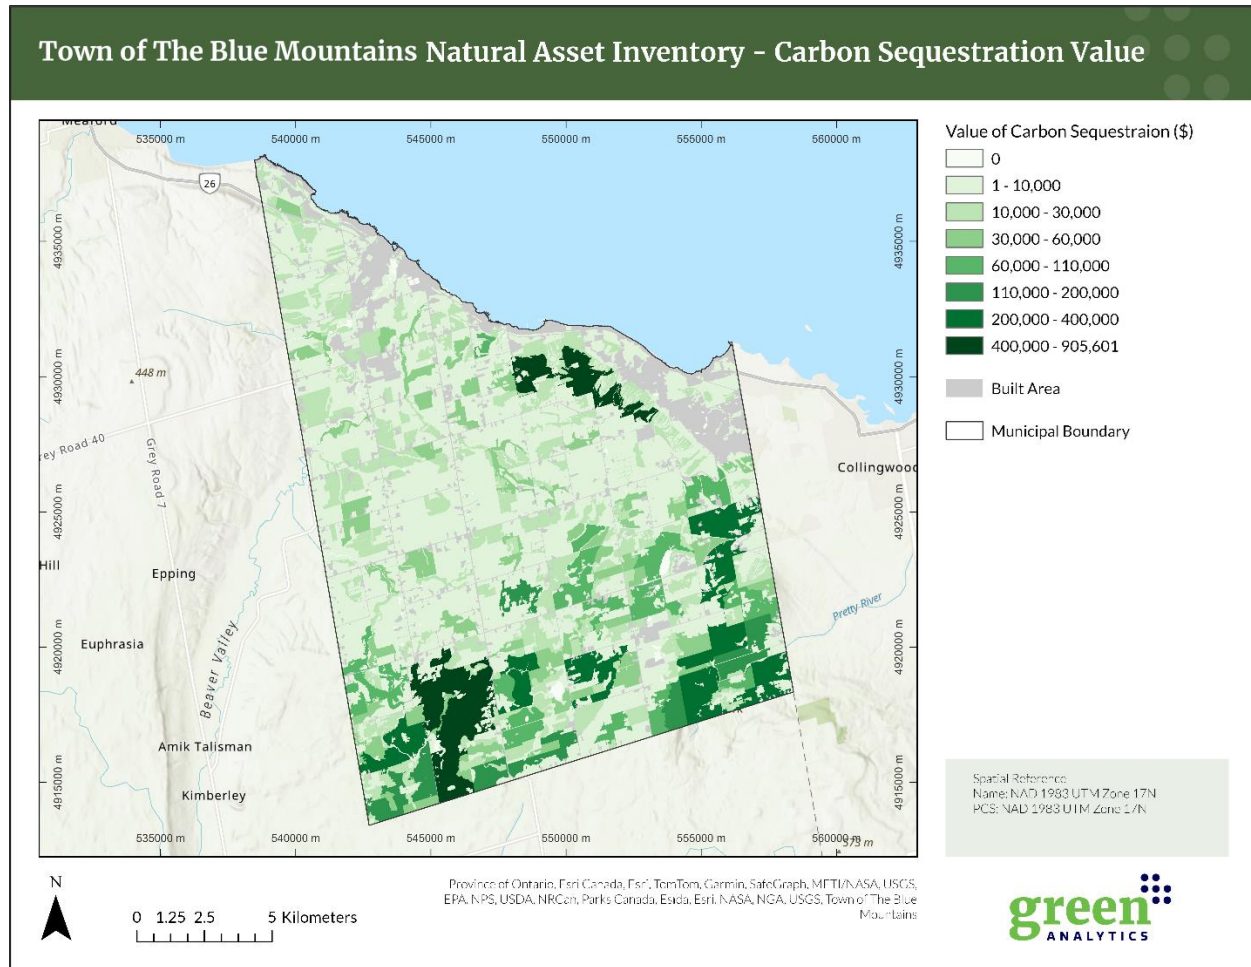 Town of The Blue Mountains Natural Asset Inventory - Carbon Sequestration Value
Meaford
535000 m
540000 m
545000 m
550000 m
555000 m
560000 m
26
4935000 m
4935000 m
4930000 m
4930000 m
448 m
rey Road 40
Grey Road 7
Collingwood
4925000 m
4925000 m
Hill
Epping
Pretty River
Euphrasia
4920000 m
4920000 m
Beaver Valley
Amik Talisman
Kimberley
4915000 m
4915000 m
535000 m
540000 m
545000 m
550000 m
555000 m
560000 m
573 m
Value of Carbon Sequestraion ($)
0
1 - 10,000
10,000 - 30,000
30,000 - 60,000
60,000 - 110,000
110,000 - 200,000
200,000 - 400,000
400,000 - 905,601
Built Area
Municipal Boundary
Spatial Reference
Name: NAD 1983 UTM Zone 17N
PCS: NAD 1983 UTM Zone 17N
N
0 1.25 2.5 5 Kilometers
Province of Ontario, Esri Canada, Esri, TomTom, Garmin, SafeGraph, METI/NASA, USGS,
EPA, NPS, USDA, NRCan, Parks Canada, Esri, NASA, NGA, USGS, Town of The Blue
Mountains
green
ANALYTICS